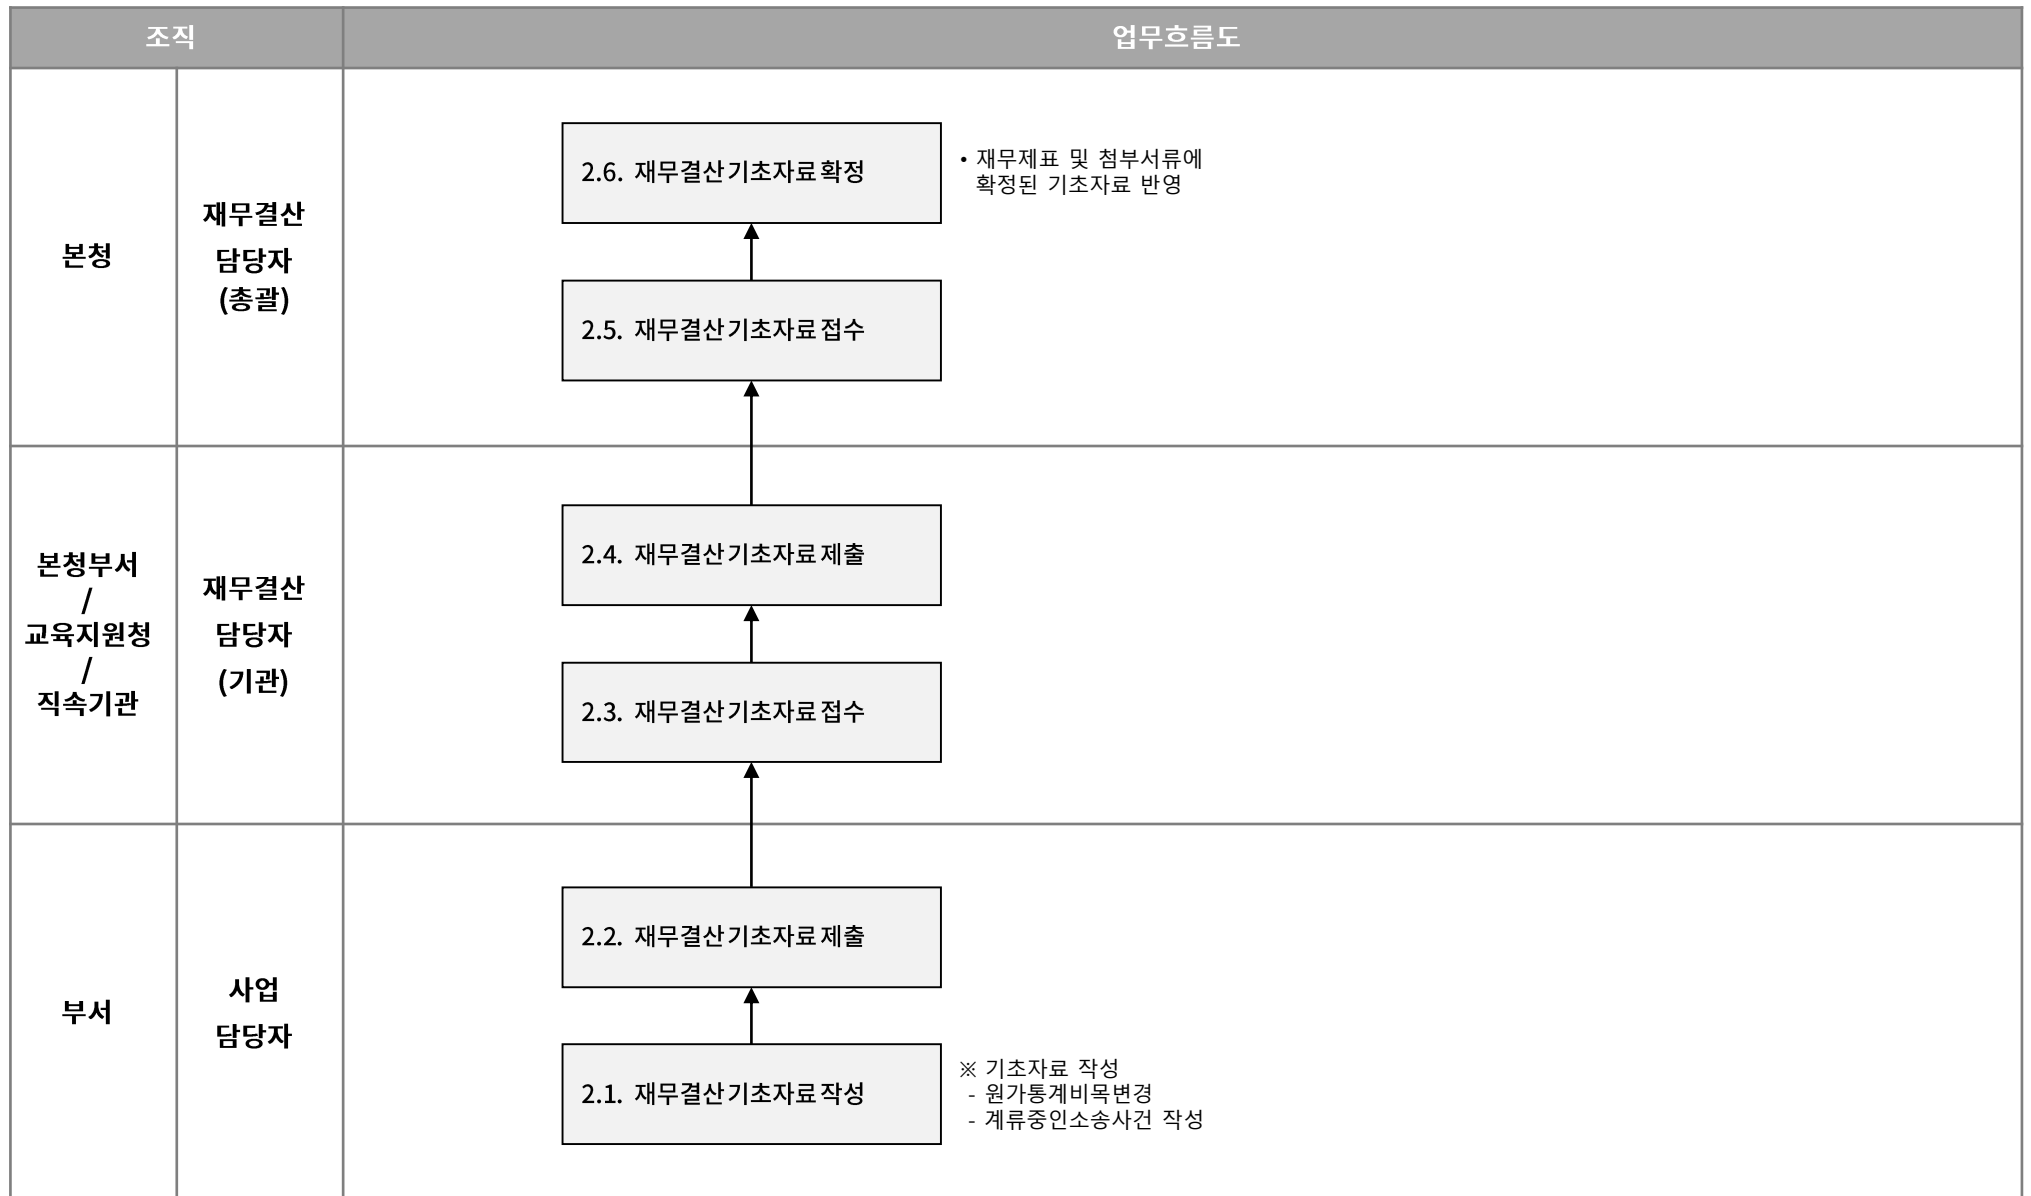 조직
업무흐름도
본청
재무결산
담당자
(총괄)
2.6. 재무결산기초자료확정
• 재무제표 및 첨부서류에
확정된 기초자료 반영
2.5. 재무결산기초자료접수
본청부서
/
교육지원청
/
직속기관
재무결산
담당자
(기관)
2.4. 재무결산기초자료제출
2.3. 재무결산기초자료접수
부서
사업
담당자
2.2. 재무결산기초자료제출
2.1. 재무결산기초자료작성
※ 기초자료 작성
- 원가통계비목변경
- 계류중인소송사건 작성